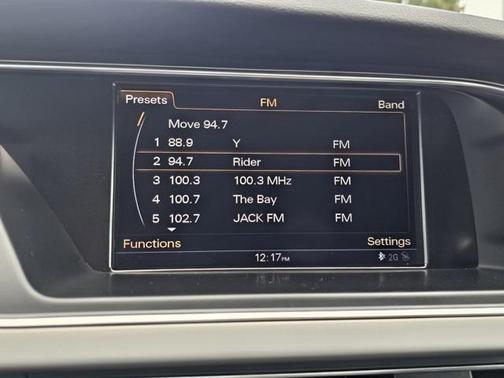 Presets FM Band
Move 94.7
1 88.9 Y FM
2 94.7 Rider FM
3 100.3 100.3 MHz FM
4 100.7 The Bay FM
5 102.7 JACK FM FM
Functions Settings
12:17PM 2G